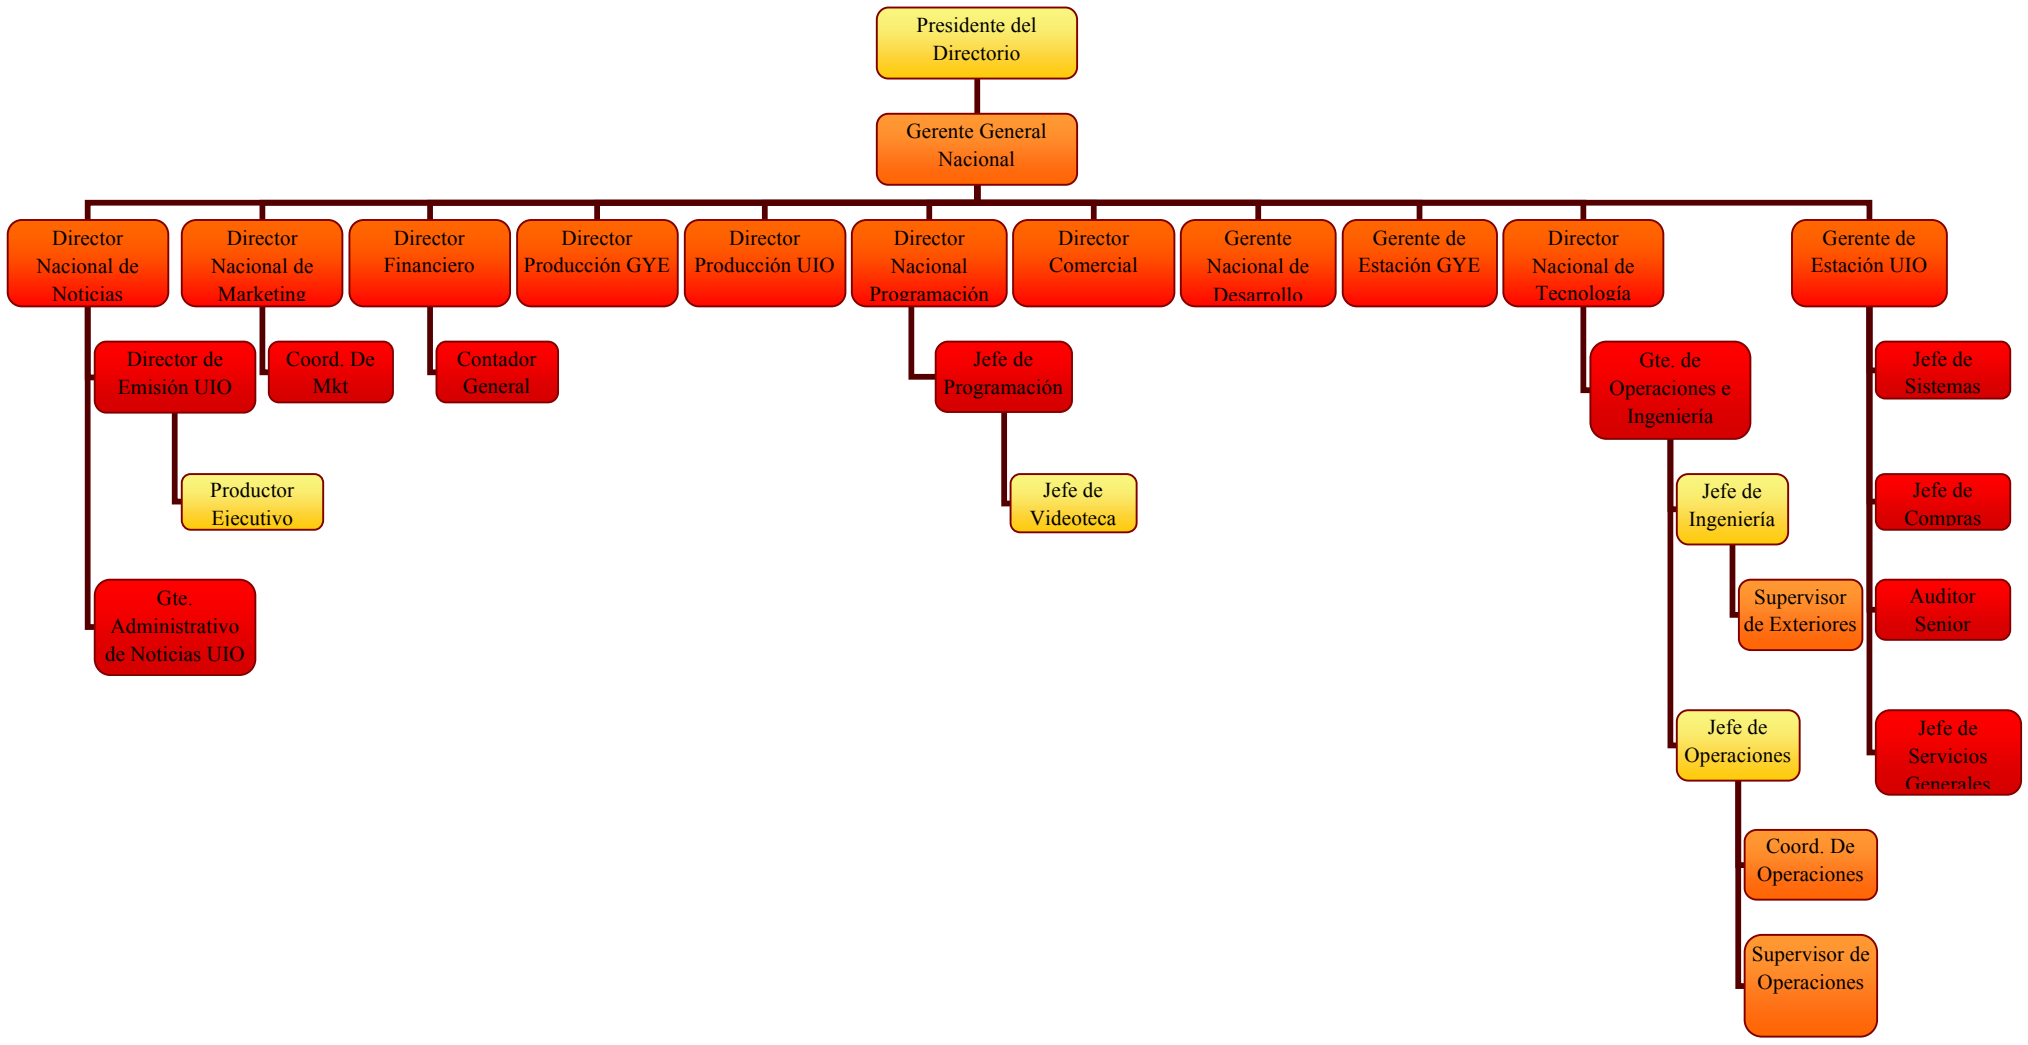 Presidente del
Directorio
Gerente General
Nacional
Director
Nacional de
Noticias
Director
Nacional de
Marketing
Director
Financiero
Director
Producción GYE
Director
Producción UIO
Director
Nacional
Programación
Director
Comercial
Gerente
Nacional de
Desarrollo
Gerente de
Estación GYE
Director
Nacional de
Tecnología
Gerente de
Estación UIO
Director de
Emisión UIO
Coord. De
Mkt
Contador
General
Jefe de
Programación
Gte. de
Operaciones e
Ingeniería
Jefe de
Sistemas
Productor
Ejecutivo
Jefe de
Videoteca
Jefe de
Ingeniería
Jefe de
Compras
Gte.
Administrativo
de Noticias UIO
Supervisor
de Exteriores
Auditor
Senior
Jefe de
Operaciones
Jefe de
Servicios
Generales
Coord. De
Operaciones
Supervisor de
Operaciones